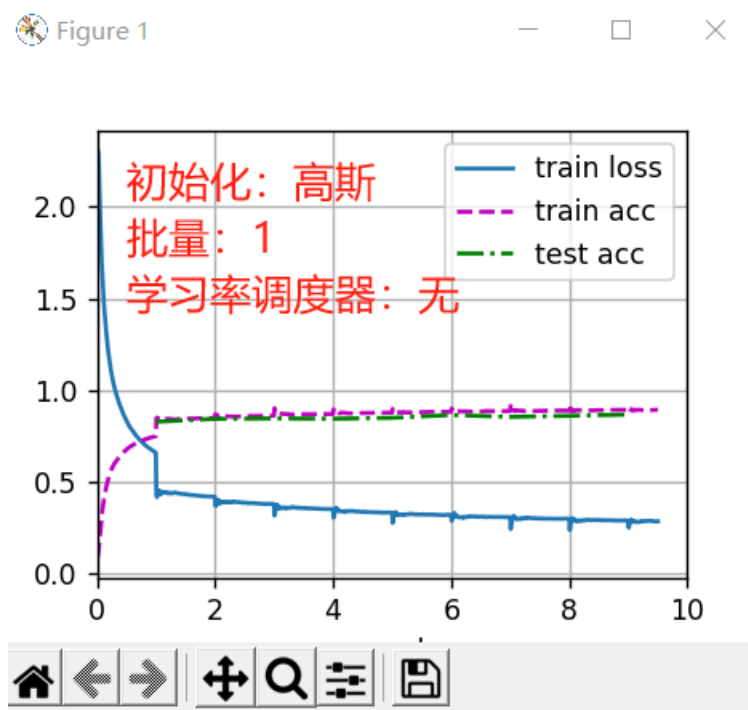 Figure 1
初始化：高斯
批量：1
学习率调度器：无
train loss
train acc
test acc
2.0
1.5
1.0
0.5
0.0
0 2 4 6 8 10